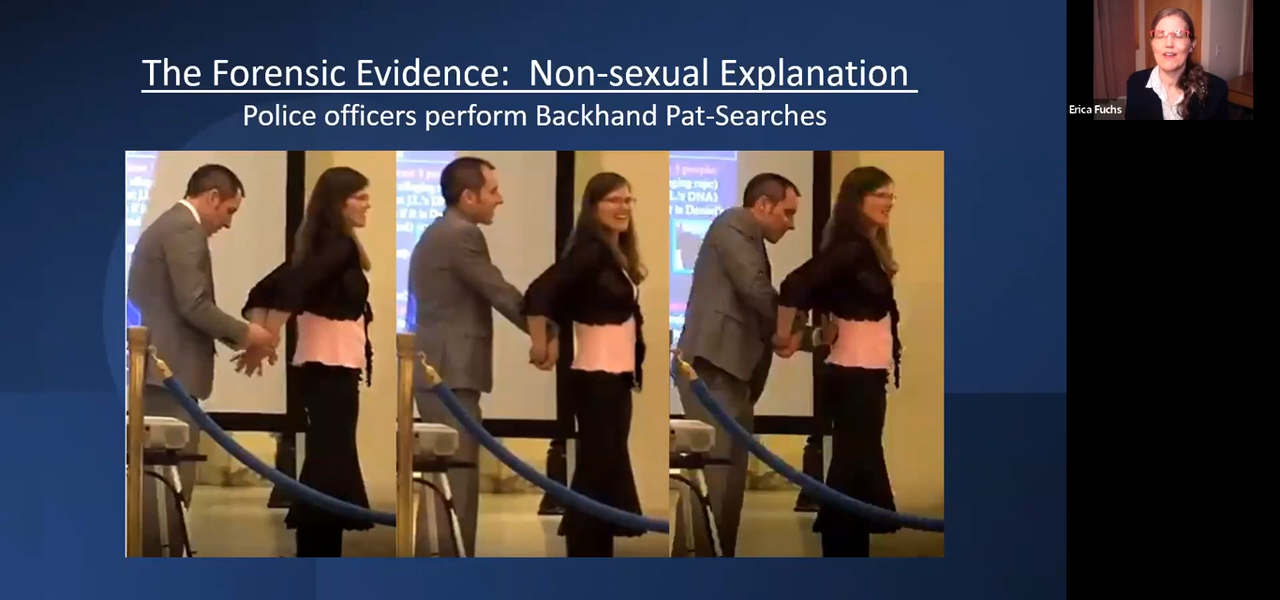 The Forensic Evidence: Non-sexual Explanation
Police officers perform Backhand Pat-Searches
Erica Fuchs